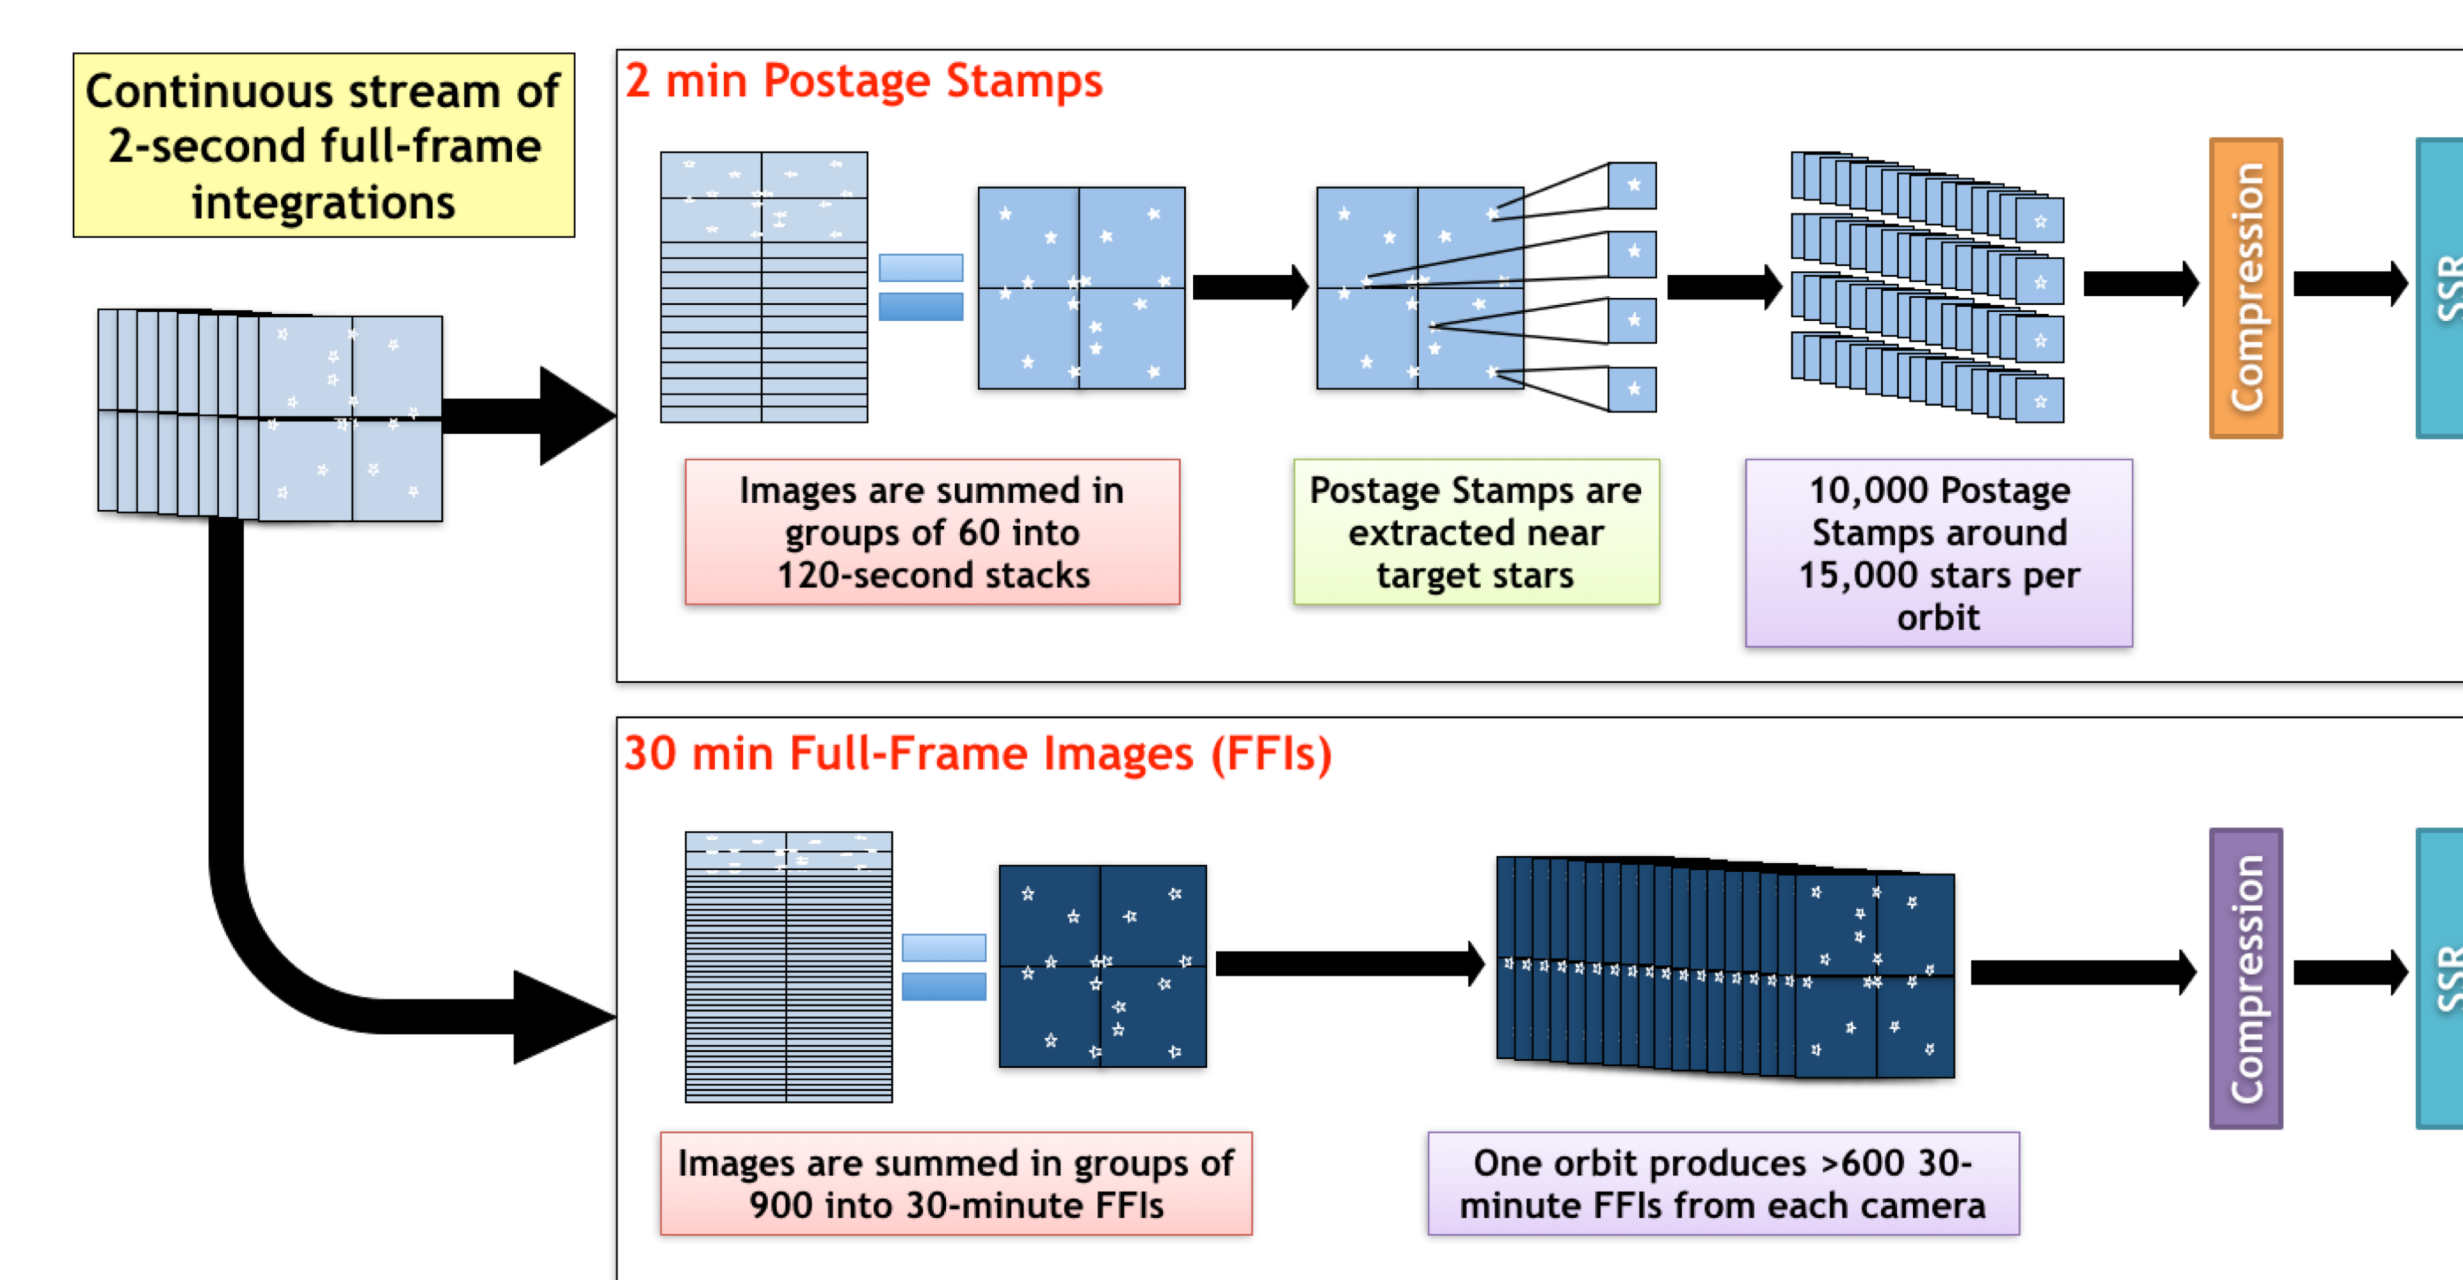 Continuous stream of
2-second full-frame
integrations
2 min Postage Stamps
Images are summed in
groups of 60 into
120-second stacks
Postage Stamps are
extracted near
target stars
10,000 Postage
Stamps around
15,000 stars per
orbit
Compression
SSR
30 min Full-Frame Images (FFIs)
Images are summed in groups of
900 into 30-minute FFIs
One orbit produces >600 30-
minute FFIs from each camera
Compression
SSR